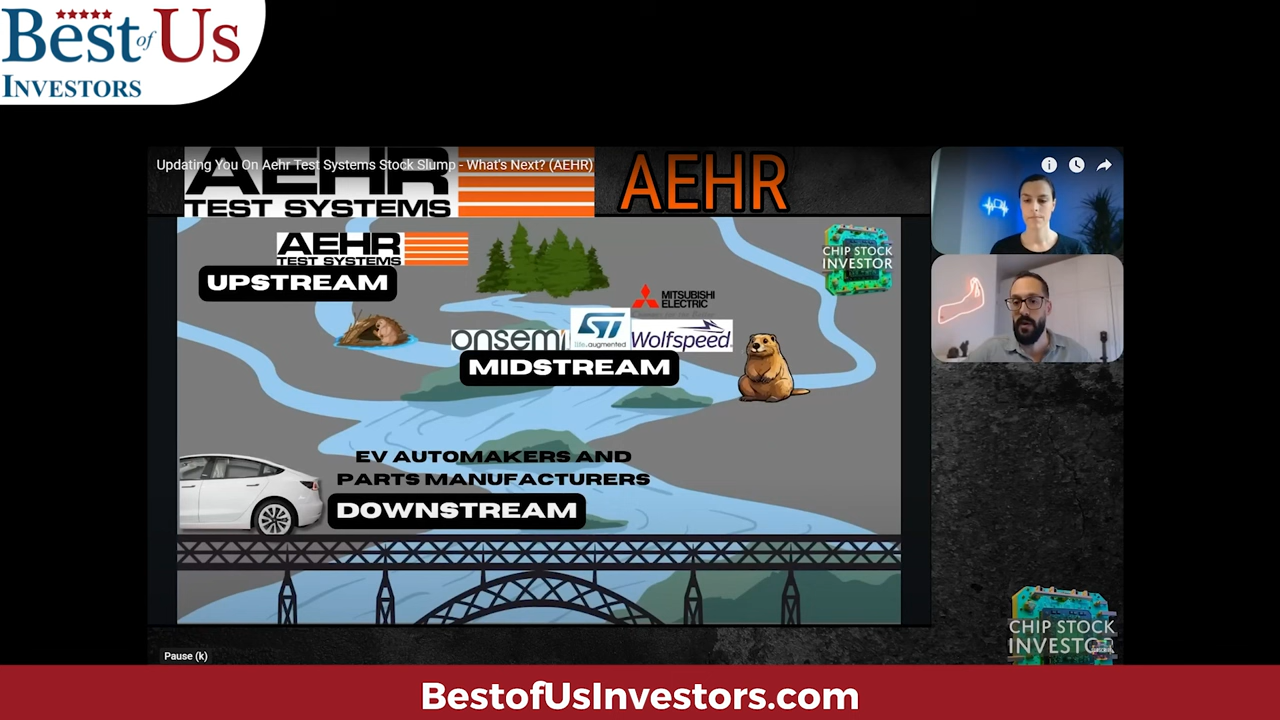 Best of Us
INVESTORS
Updating You On Aehr Test Systems Stock Slump - What's Next? (AEHR)
AEHR
TEST SYSTEMS
AEHR
AEHR
TEST SYSTEMS
UPSTREAM
CHIP STOCK
INVESTOR
MITSUBISHI
ELECTRIC
onsemi
ST
life.augmented
Wolfspeed
MIDSTREAM
EV AUTOMAKERS AND
PARTS MANUFACTURERS
DOWNSTREAM
CHIP STOCK
INVESTOR
Pause (k)
BestofUsInvestors.com